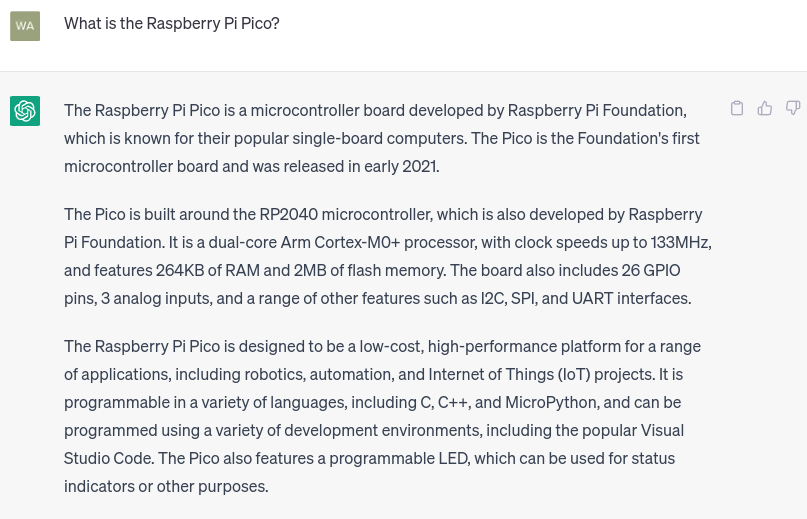 WA
What is the Raspberry Pi Pico?
The Raspberry Pi Pico is a microcontroller board developed by Raspberry Pi Foundation,
which is known for their popular single-board computers. The Pico is the Foundation's first
microcontroller board and was released in early 2021.
The Pico is built around the RP2040 microcontroller, which is also developed by Raspberry
Pi Foundation. It is a dual-core Arm Cortex-M0+ processor, with clock speeds up to 133MHz,
and features 264KB of RAM and 2MB of flash memory. The board also includes 26 GPIO
pins, 3 analog inputs, and a range of other features such as I2C, SPI, and UART interfaces.
The Raspberry Pi Pico is designed to be a low-cost, high-performance platform for a range
of applications, including robotics, automation, and Internet of Things (IoT) projects. It is
programmable in a variety of languages, including C, C++, and MicroPython, and can be
programmed using a variety of development environments, including the popular Visual
Studio Code. The Pico also features a programmable LED, which can be used for status
indicators or other purposes.